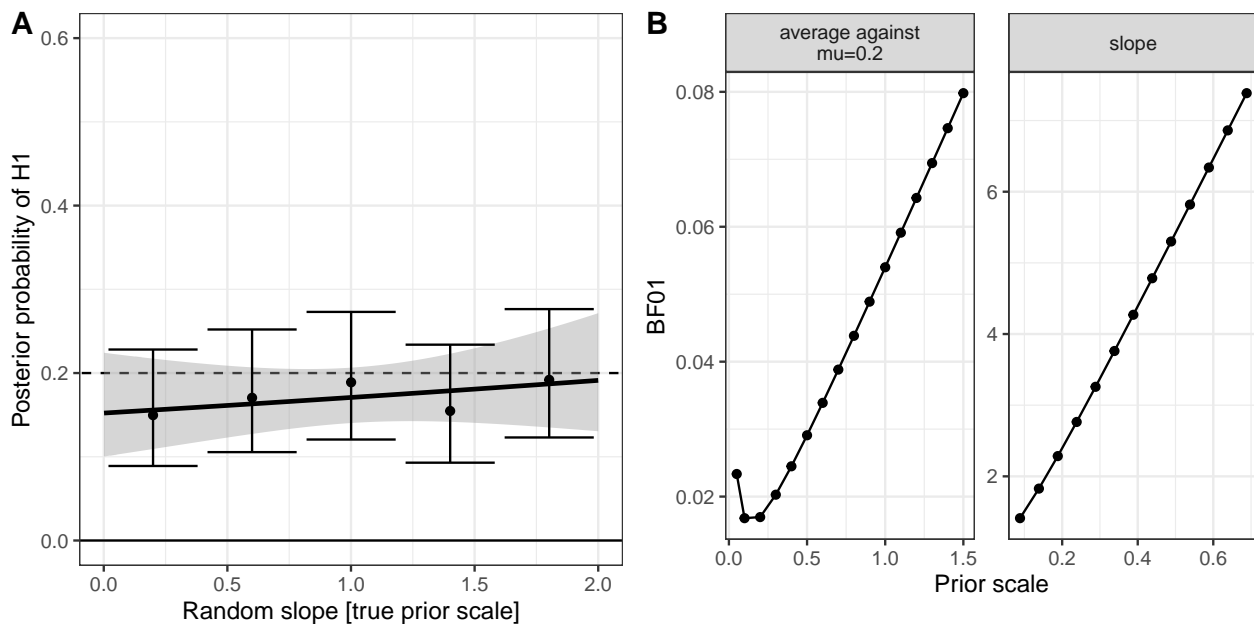 A
Posterior probability of H1
0.6
0.4
0.2
0.0
0.0 0.5 1.0 1.5 2.0
Random slope [true prior scale]
B
average against
mu=0.2
slope
BF01
0.08
0.06
0.04
0.02
0.0 0.5 1.0 1.5
6
4
2
0.2 0.4 0.6
Prior scale